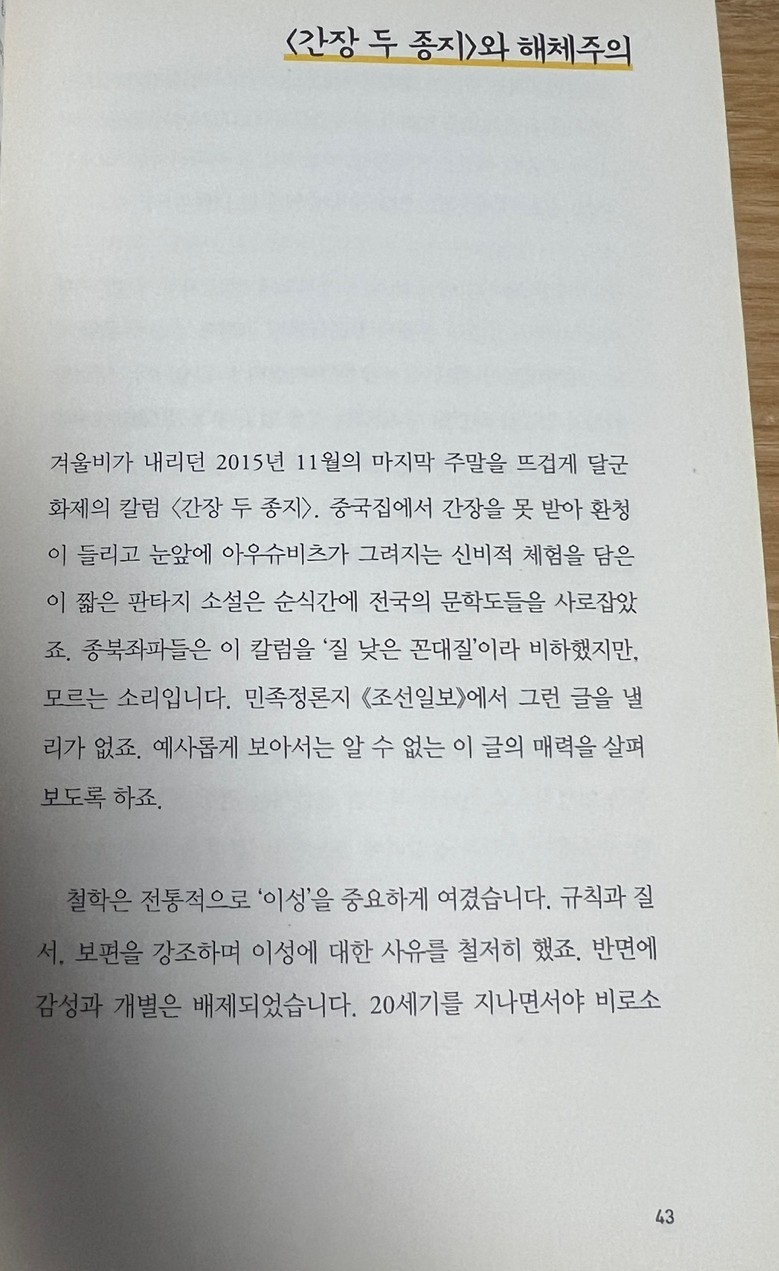 〈간장 두 종지〉와 해체주의
겨울비가 내리던 2015년 11월의 마지막 주말을 뜨겁게 달군
화제의 칼럼 〈간장 두 종지〉. 중국집에서 간장을 못 받아 환청
이 들리고 눈앞에 아우슈비츠가 그려지는 신비적 체험을 담은
이 짧은 판타지 소설은 순식간에 전국의 문학도들을 사로잡았
죠. 종북좌파들은 이 칼럼을 ‘질 낮은 꼰대질’이라 비하했지만,
모르는 소리입니다. 민족정론지 《조선일보》에서 그런 글을 낼
리가 없죠. 예사롭게 보아서는 알 수 없는 이 글의 매력을 살펴
보도록 하죠.
철학은 전통적으로 ‘이성’을 중요하게 여겼습니다. 규칙과 질
서, 보편을 강조하며 이성에 대한 사유를 철저히 했죠. 반면에
감성과 개별은 배제되었습니다. 20세기를 지나면서야 비로소
43